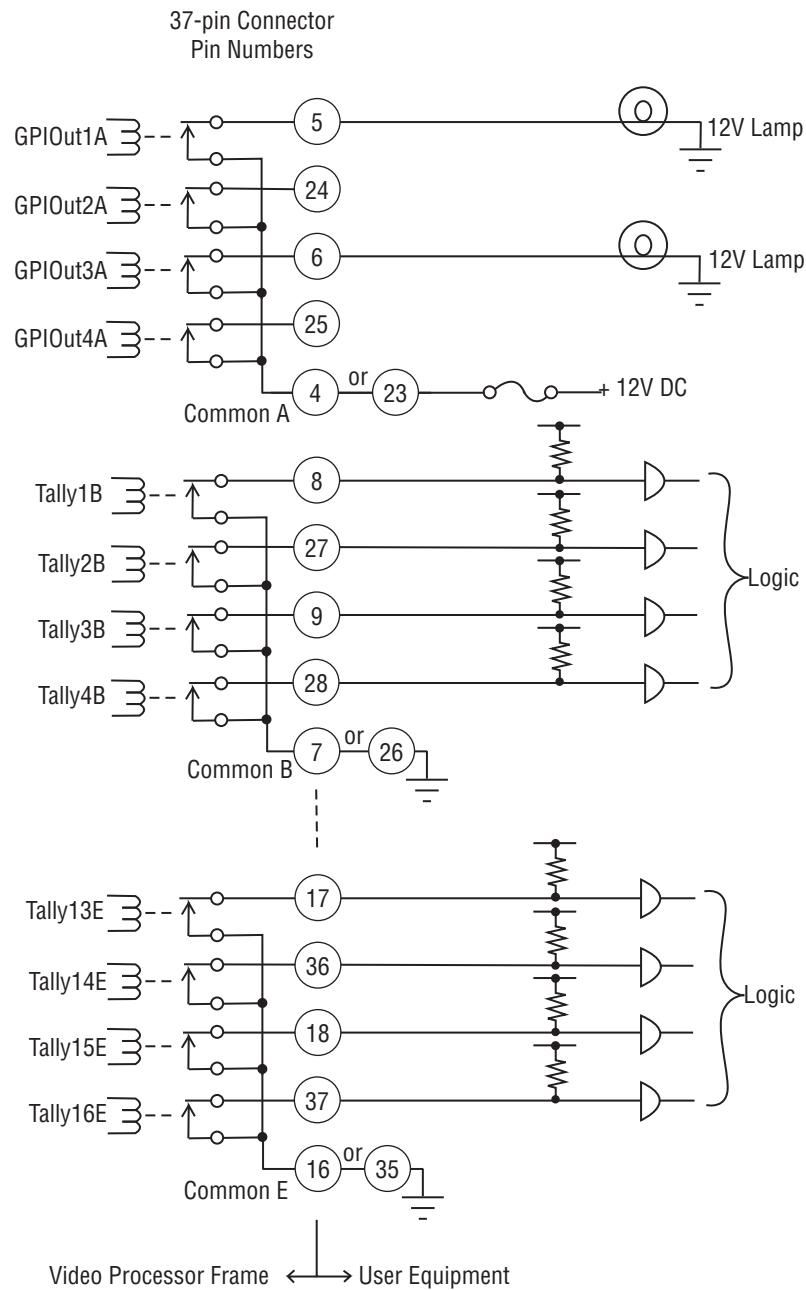 37-pin Connector
Pin Numbers
GPIOut1A
5
12V Lamp
GPIOut2A
24
GPIOut3A
6
12V Lamp
GPIOut4A
25
Common A
4
or
23
+ 12V DC
Tally1B
8
Tally2B
27
Logic
Tally3B
9
Tally4B
28
Common B
7
or
26
Tally13E
17
Tally14E
36
Logic
Tally15E
18
Tally16E
37
Common E
16
or
35
Video Processor Frame
User Equipment